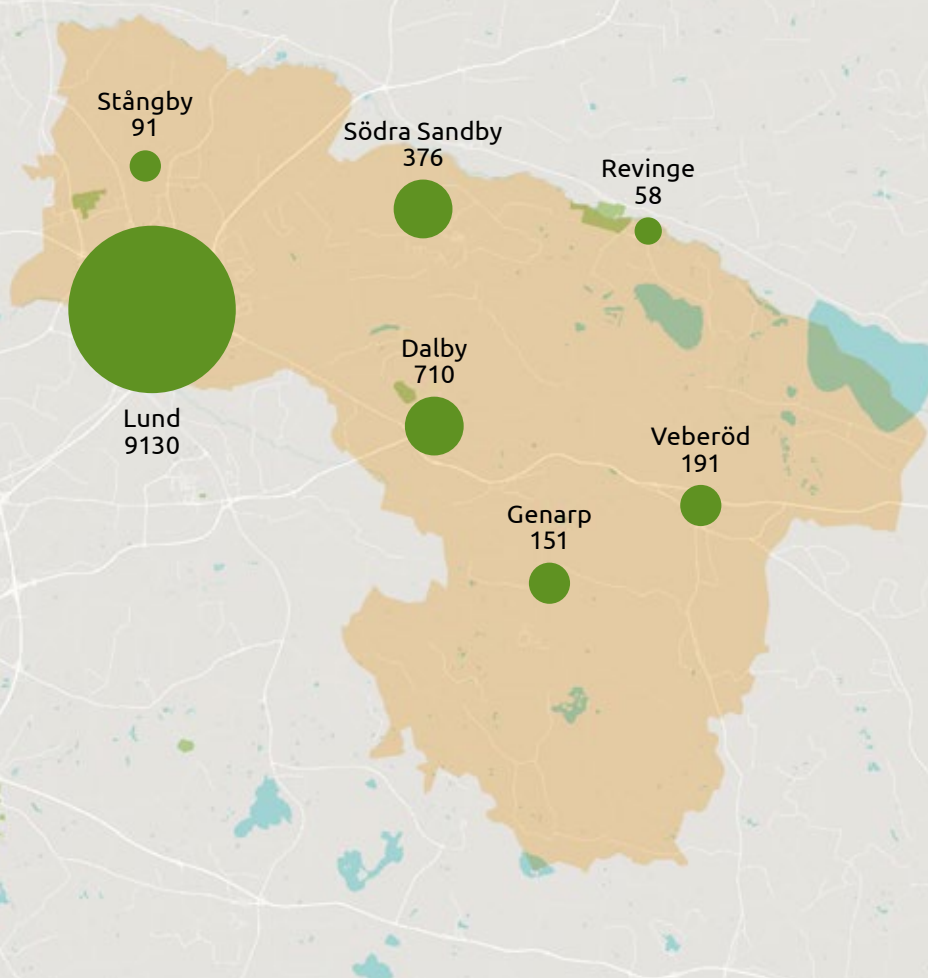 Stångby
91
Södra Sandby
376
Revinge
58
Lund
9130
Dalby
710
Veberöd
191
Genarp
151